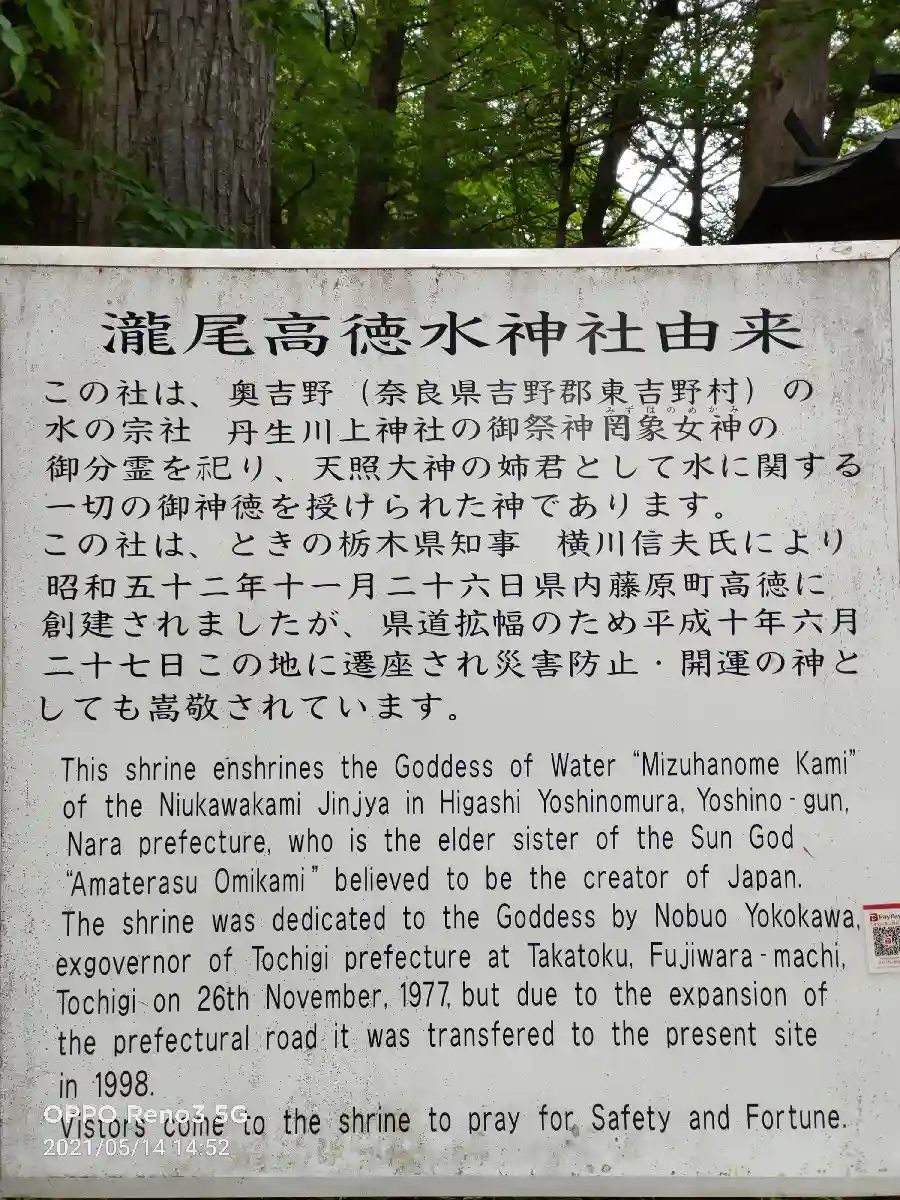 瀧尾高徳水神社由来
この社は、奥吉野（奈良県吉野郡東吉野村）の
みずはのめかみ
水の宗社　丹生川上神社の御祭神罔象女神の
御分霊を祀り、天照大神の姉君として水に関する
一切の御神徳を授けられた神であります。
この社は、ときの栃木県知事　横川信夫氏により
昭和五十二年十一月二十六日県内藤原町高徳に
創建されましたが、県道拡幅のため平成十年六月
二十七日この地に遷座され災害防止・開運の神と
しても嵩敬されています。
This shrine enshrines the Goddess of Water “Mizuhanome Kami”
of the Niukawakami Jinjya in Higashi Yoshinomura, Yoshino-gun,
Nara prefecture, who is the elder sister of the Sun God
“Amaterasu Omikami” believed to be the creator of Japan.
The shrine was dedicated to the Goddess by Nobuo Yokokawa,
exgovernor of Tochigi prefecture at Takatoku, Fujiwara-machi,
Tochigi on 26th November, 1977, but due to the expansion of
the prefectural road it was transfered to the present site
in 1998.
Vistors come to the shrine to pray for Safety and Fortune.
PayPay
OPPO Reno3 5G
2021/05/14 14:52